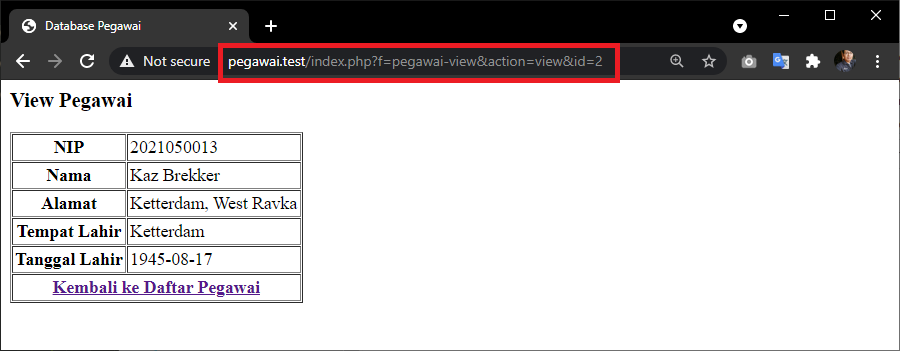 Database Pegawai
Not secure pegawai.test/index.php?f=pegawai-view&action=view&id=2
View Pegawai
NIP 2021050013
Nama Kaz Brekker
Alamat Ketterdam, West Ravka
Tempat Lahir Ketterdam
Tanggal Lahir 1945-08-17
Kembali ke Daftar Pegawai